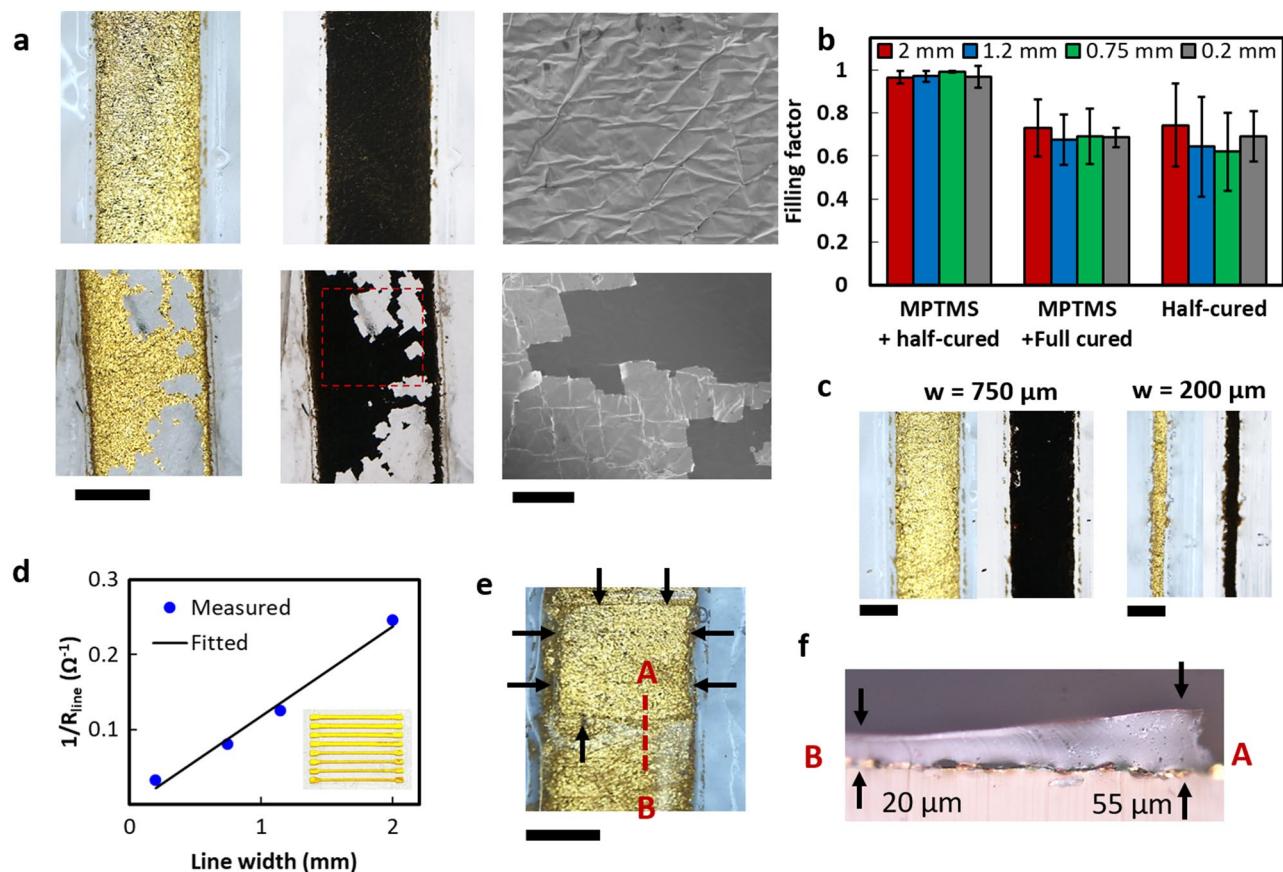 a
b
2 mm 1.2 mm 0.75 mm 0.2 mm
Filling factor
1
0.8
0.6
0.4
0.2
0
MPTMS
+ half-cured
MPTMS
+Full cured
Half-cured
c
w = 750 µm
w = 200 µm
d
1/Rline (Ω-1)
0.3
0.2
0.1
Measured
Fitted
0
1
2
Line width (mm)
e
A
B
f
B
A
20 µm
55 µm